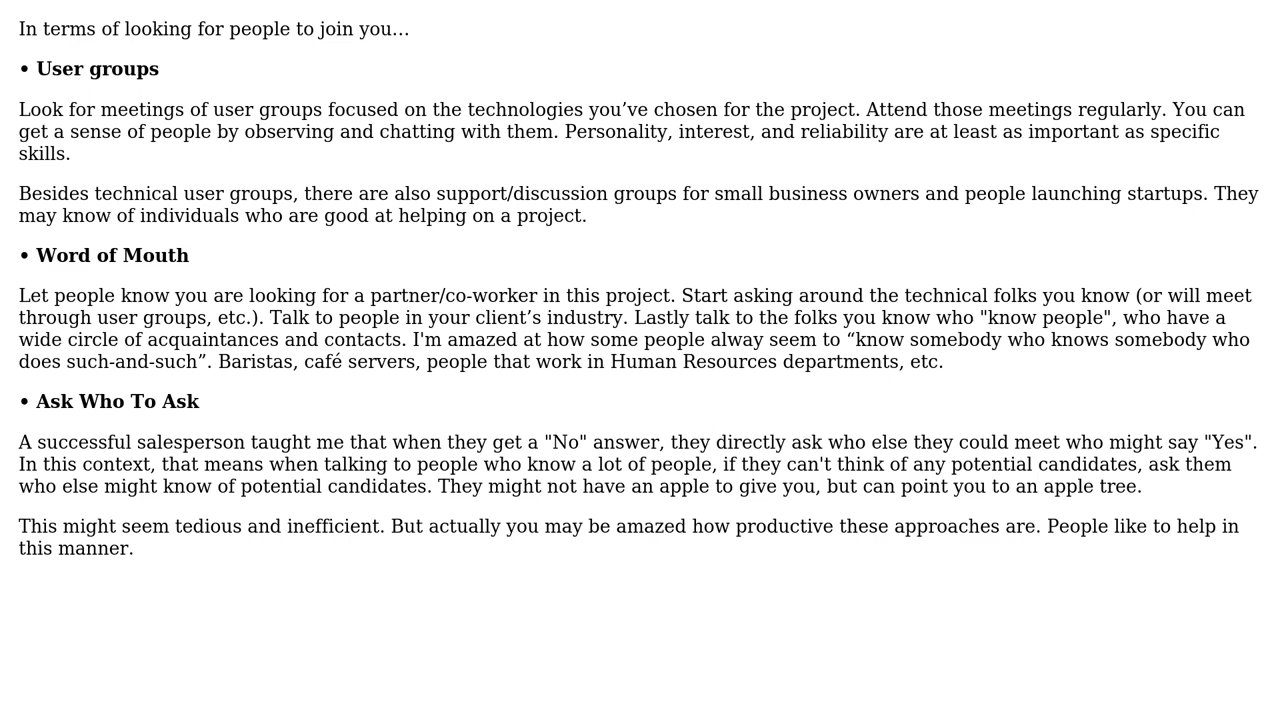 In terms of looking for people to join you…
• User groups
Look for meetings of user groups focused on the technologies you’ve chosen for the project. Attend those meetings regularly. You can
get a sense of people by observing and chatting with them. Personality, interest, and reliability are at least as important as specific
skills.
Besides technical user groups, there are also support/discussion groups for small business owners and people launching startups. They
may know of individuals who are good at helping on a project.
• Word of Mouth
Let people know you are looking for a partner/co-worker in this project. Start asking around the technical folks you know (or will meet
through user groups, etc.). Talk to people in your client’s industry. Lastly talk to the folks you know who "know people", who have a
wide circle of acquaintances and contacts. I'm amazed at how some people alway seem to “know somebody who knows somebody who
does such-and-such”. Baristas, café servers, people that work in Human Resources departments, etc.
• Ask Who To Ask
A successful salesperson taught me that when they get a "No" answer, they directly ask who else they could meet who might say "Yes".
In this context, that means when talking to people who know a lot of people, if they can't think of any potential candidates, ask them
who else might know of potential candidates. They might not have an apple to give you, but can point you to an apple tree.
This might seem tedious and inefficient. But actually you may be amazed how productive these approaches are. People like to help in
this manner.